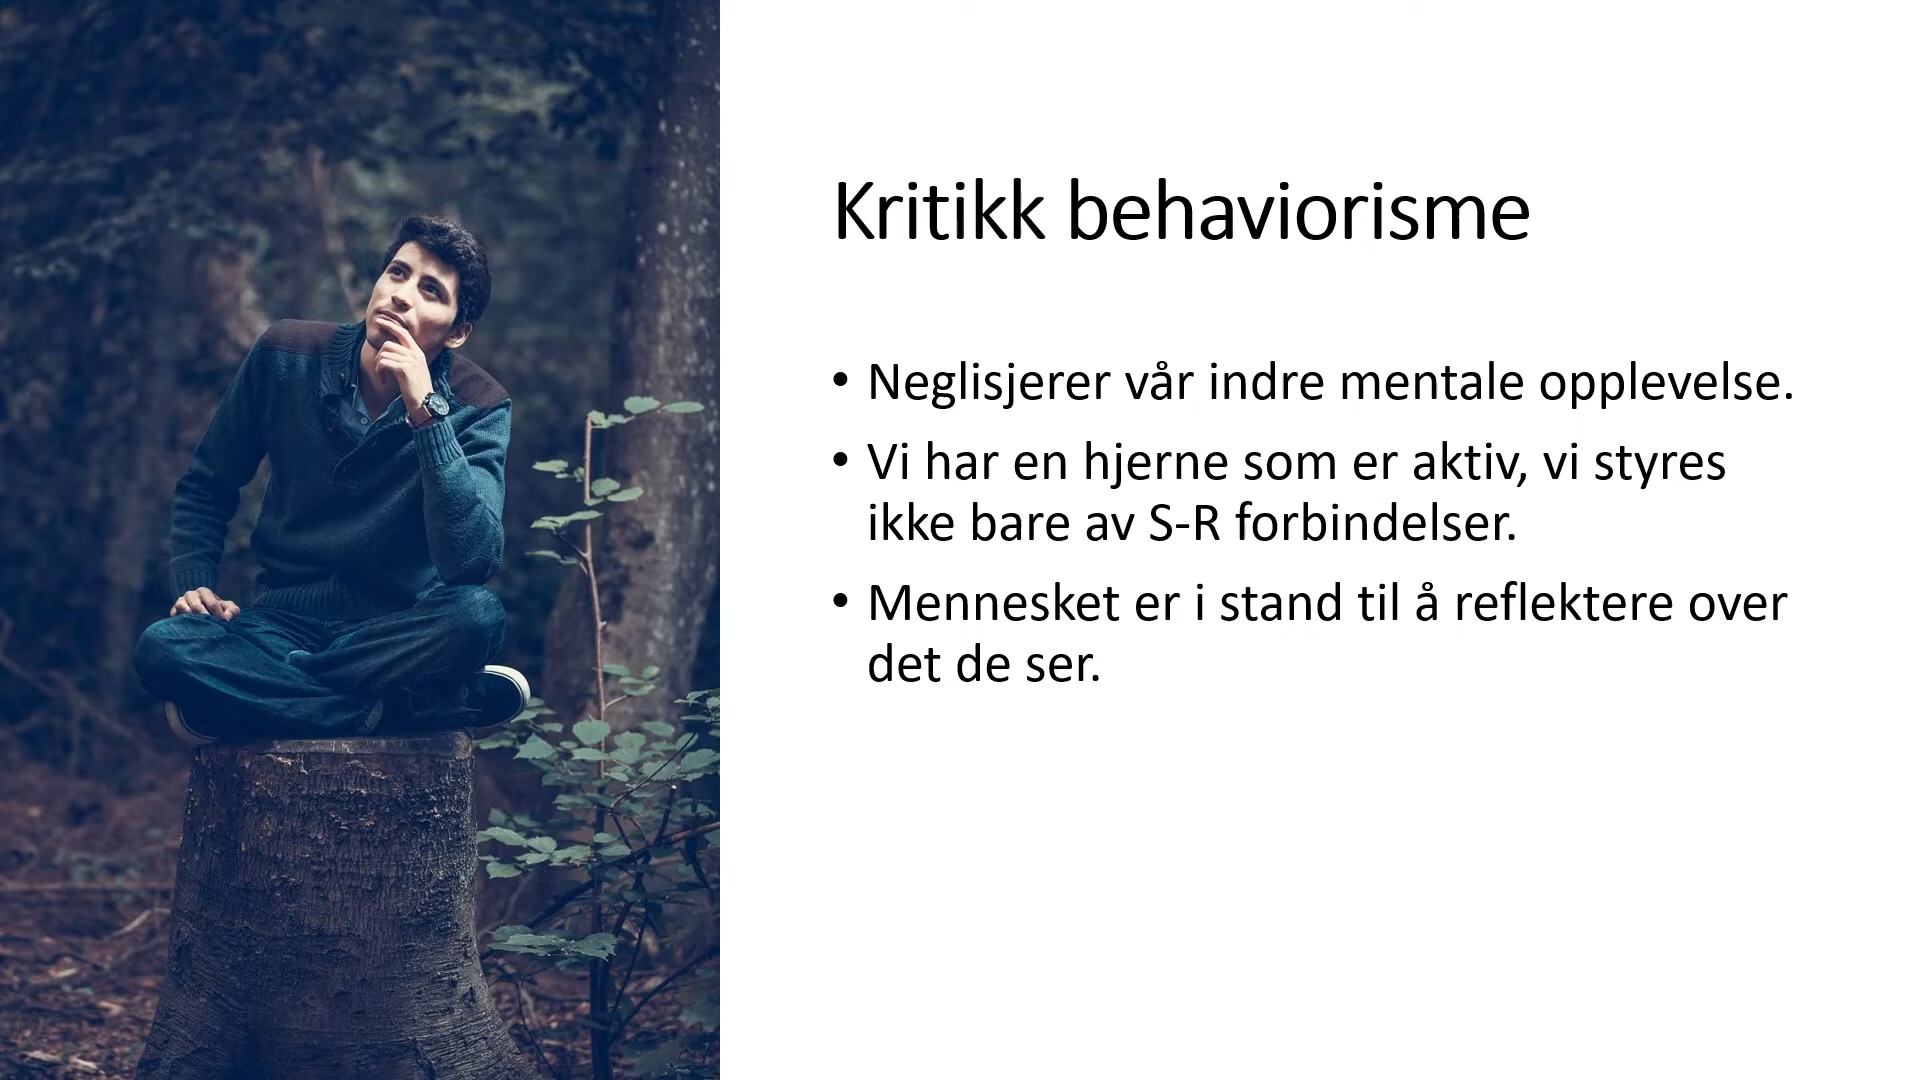 Kritikk behaviorisme
• Neglisjerer vår indre mentale opplevelse.
• Vi har en hjerne som er aktiv, vi styres
ikke bare av S-R forbindelser.
• Mennesket er i stand til å reflektere over
det de ser.